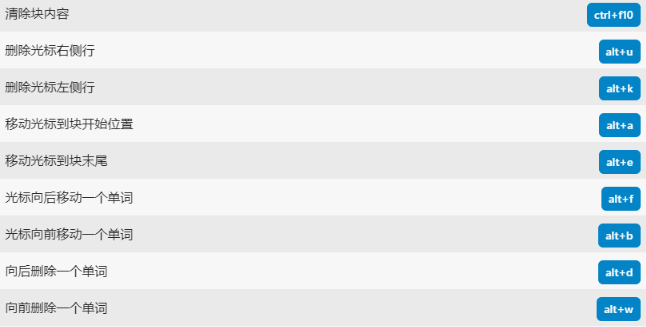 清除块内容 ctrl+f10
删除光标右侧行 alt+u
删除光标左侧行 alt+k
移动光标到块开始位置 alt+a
移动光标到块末尾 alt+e
光标向后移动一个单词 alt+f
光标向前移动一个单词 alt+b
向后删除一个单词 alt+d
向前删除一个单词 alt+w